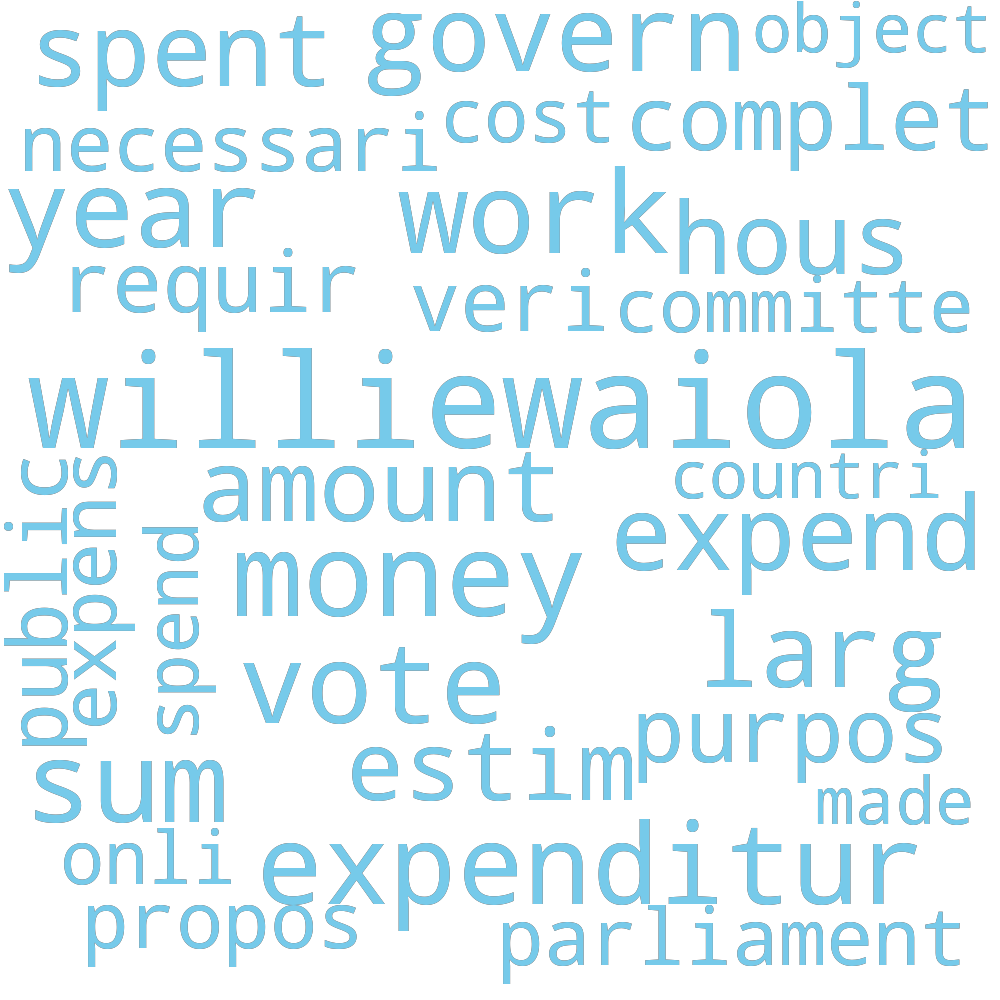 spent govern object
necessari cost complet
year work hous
requir veri committe
williewaiola
public expens amount countri
spend money expend
vote larg
sum estim purpos
made
onli expenditur
propos parliament